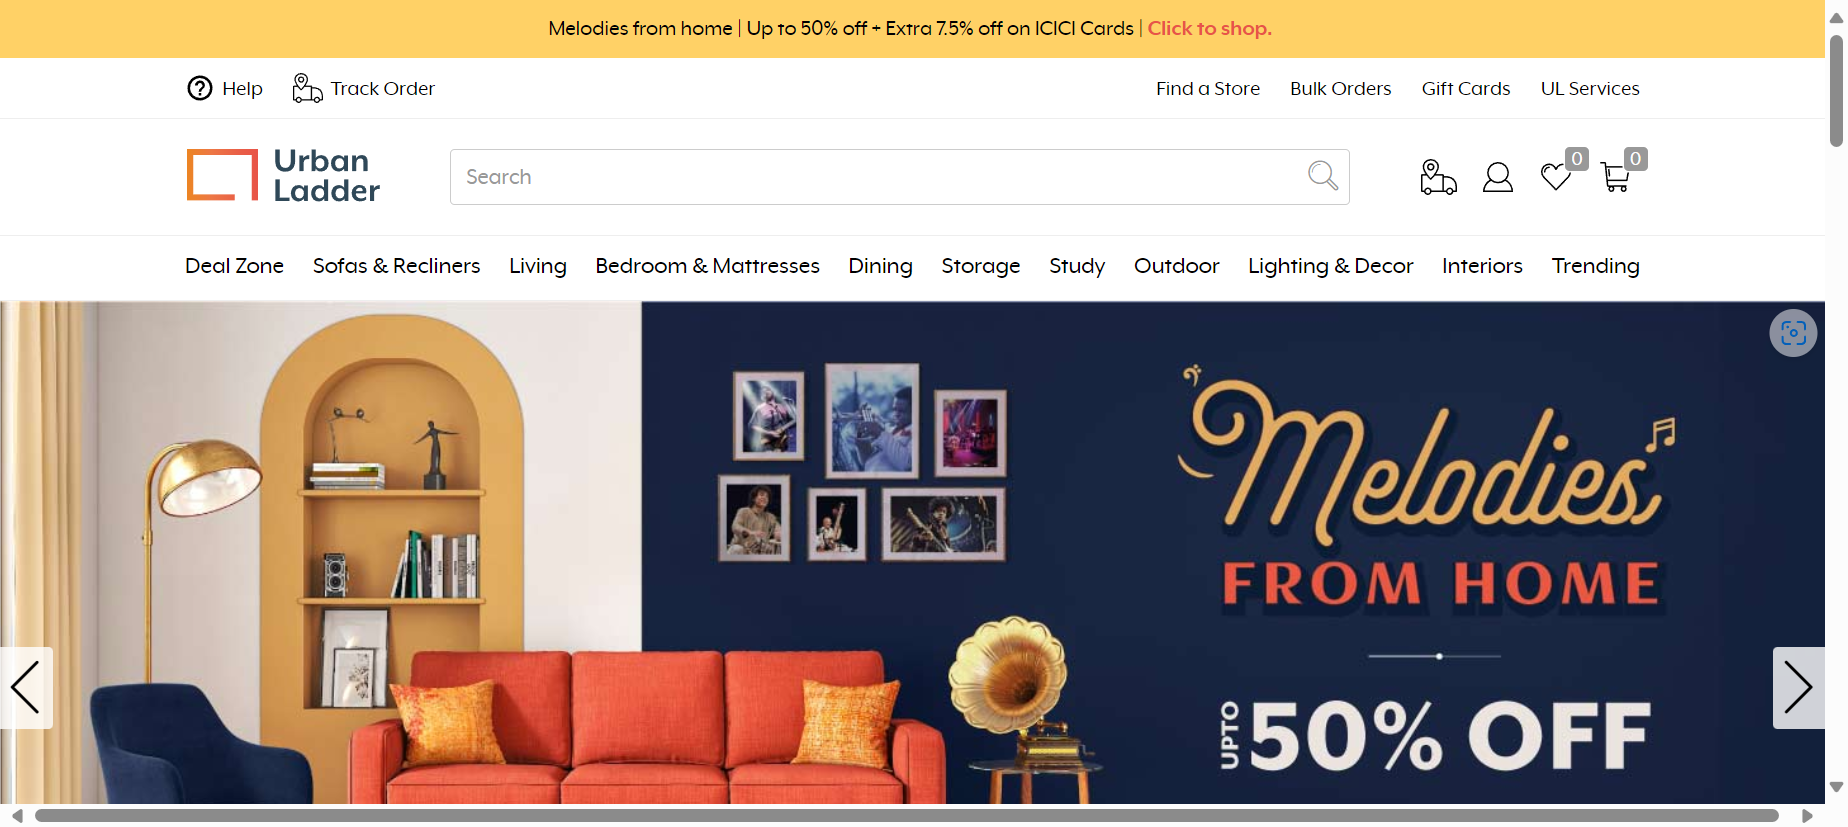 Melodies from home | Up to 50% off + Extra 7.5% off on ICICI Cards | Click to shop.
Help Track Order Find a Store Bulk Orders Gift Cards UL Services
Urban
Ladder
Search
0 0
Deal Zone Sofas & Recliners Living Bedroom & Mattresses Dining Storage Study Outdoor Lighting & Decor Interiors Trending
Melodies
FROM HOME
UPTO 50% OFF